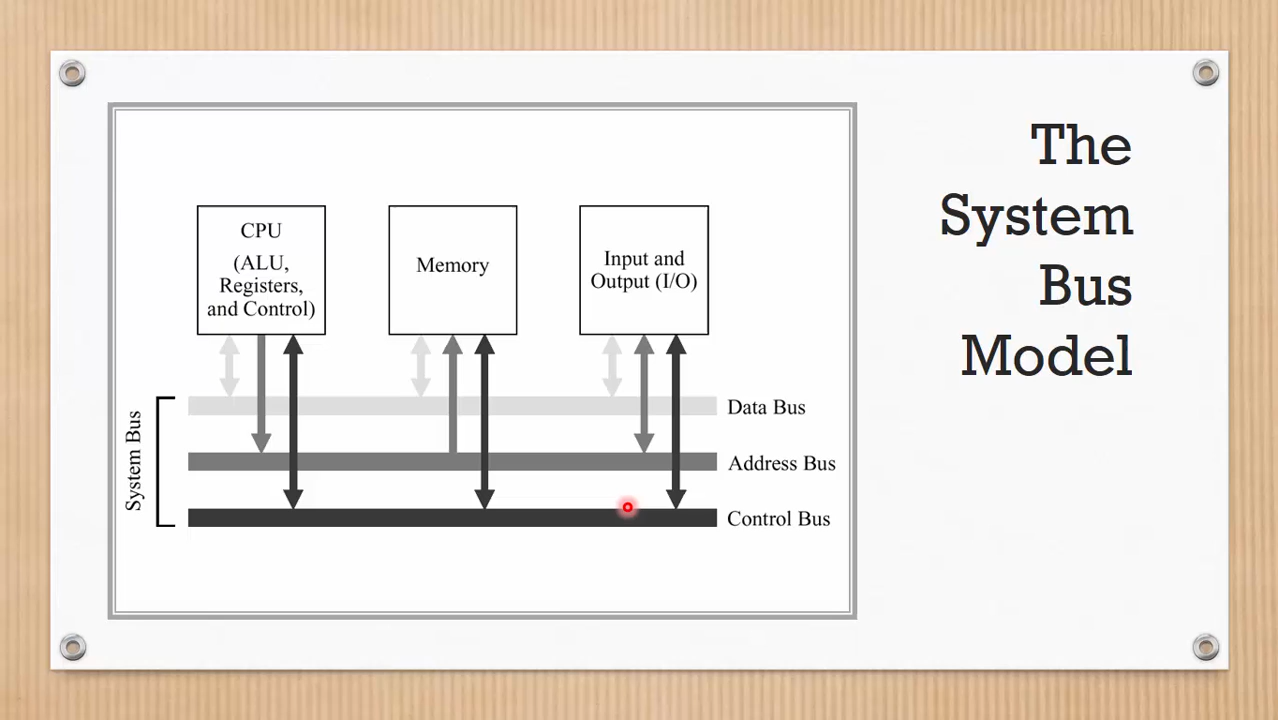 The
System
Bus
Model
CPU
(ALU,
Registers,
and Control)
Memory
Input and
Output (I/O)
System Bus
Data Bus
Address Bus
Control Bus